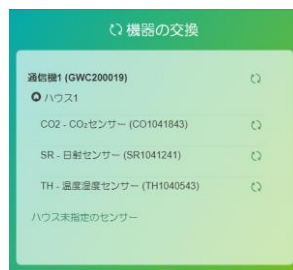 機器の交換
通信機1 (GWC200019)
ハウス1
CO2 - CO₂センサー (CO1041843)
SR - 日射センサー (SR1041241)
TH - 温度湿度センサー (TH1040543)
ハウス未指定のセンサー